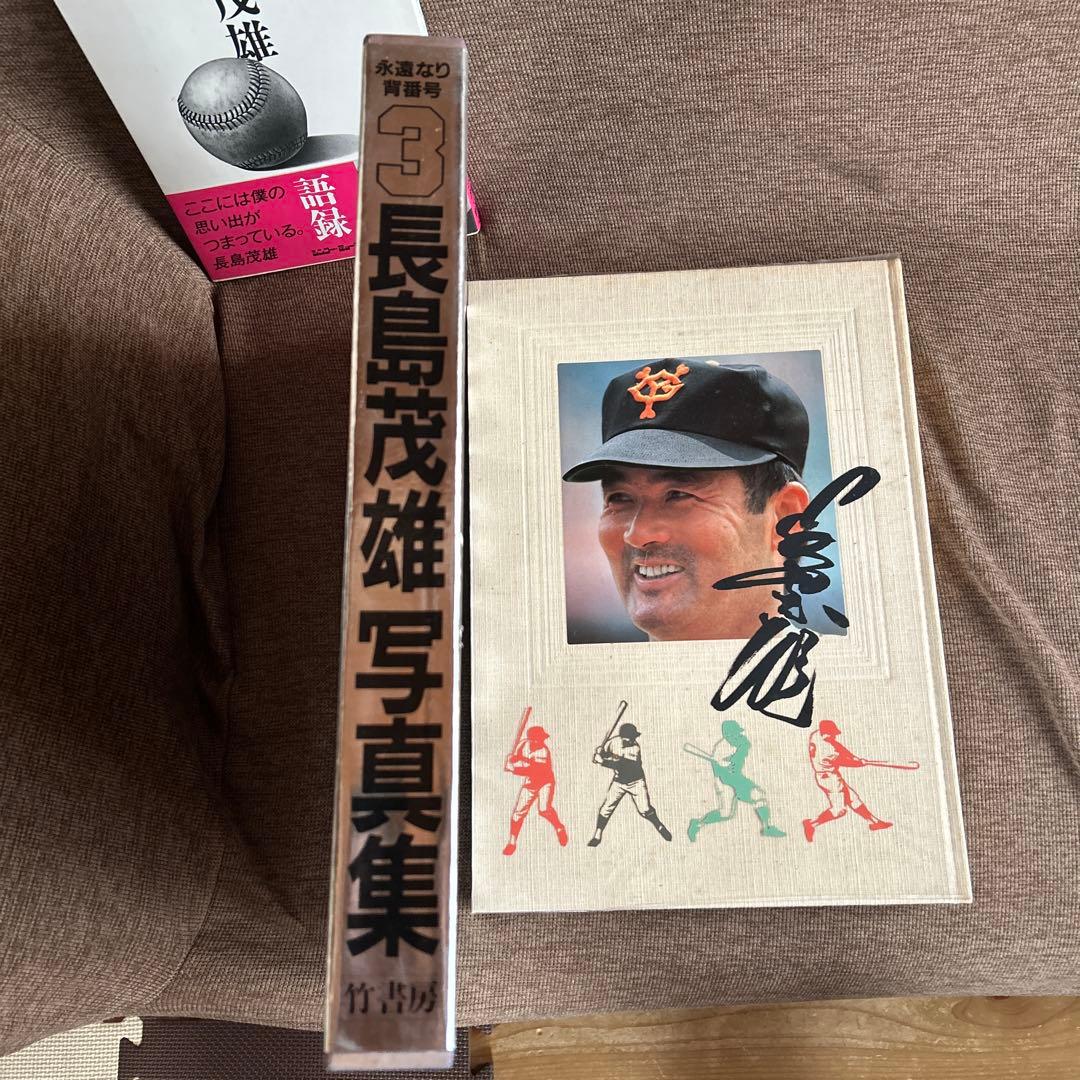 茂雄
語録
ここには僕の
思い出が
つまっている。
長島茂雄
永遠なり
背番号
3
長島茂雄 写真集
竹書房